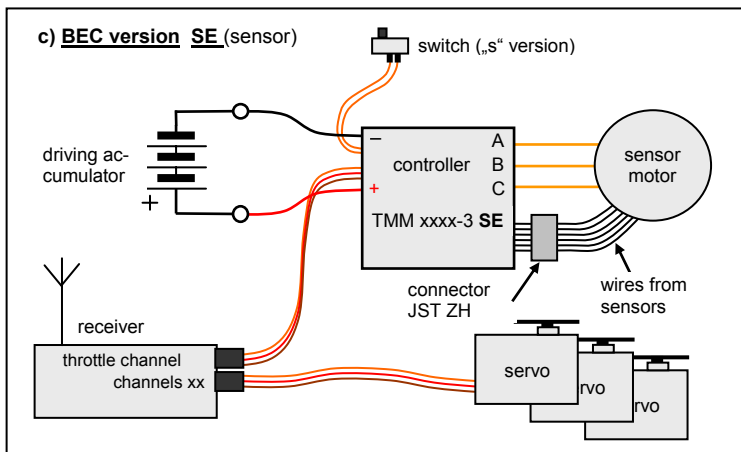 c) BEC version SE (sensor)
switch („s“ version)
driving ac-
cumulator
+
–
controller
+
TMM xxxx-3 SE
A
B
C
sensor
motor
connector
JST ZH
wires from
sensors
receiver
throttle channel
channels xx
servo
rvo
rvo